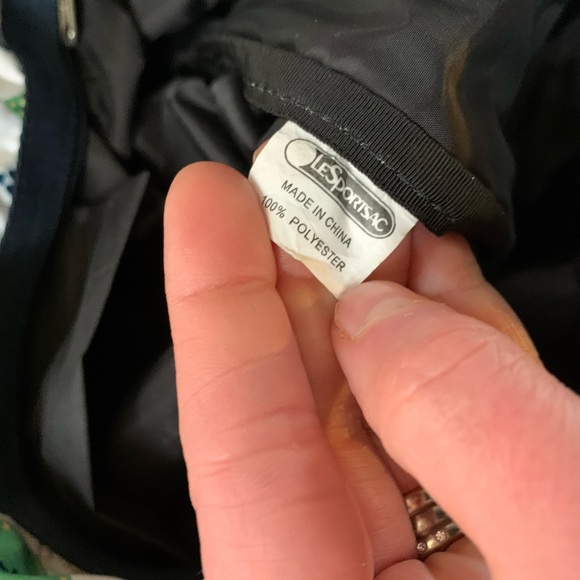 LESPORTSAC
MADE IN CHINA
100% POLYESTER